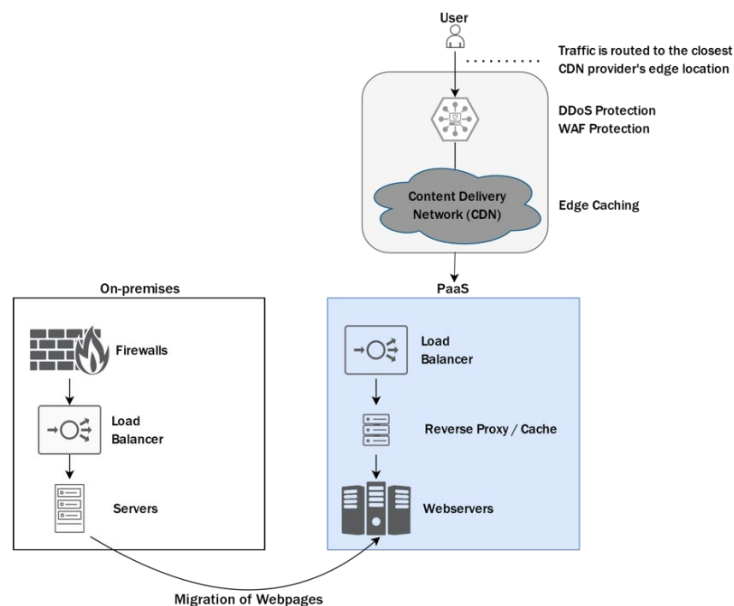 User
Traffic is routed to the closest
CDN provider's edge location
DDoS Protection
WAF Protection
Content Delivery
Network (CDN)
Edge Caching
On-premises
PaaS
Firewalls
Load
Balancer
Servers
Load
Balancer
Reverse Proxy / Cache
Webservers
Migration of Webpages